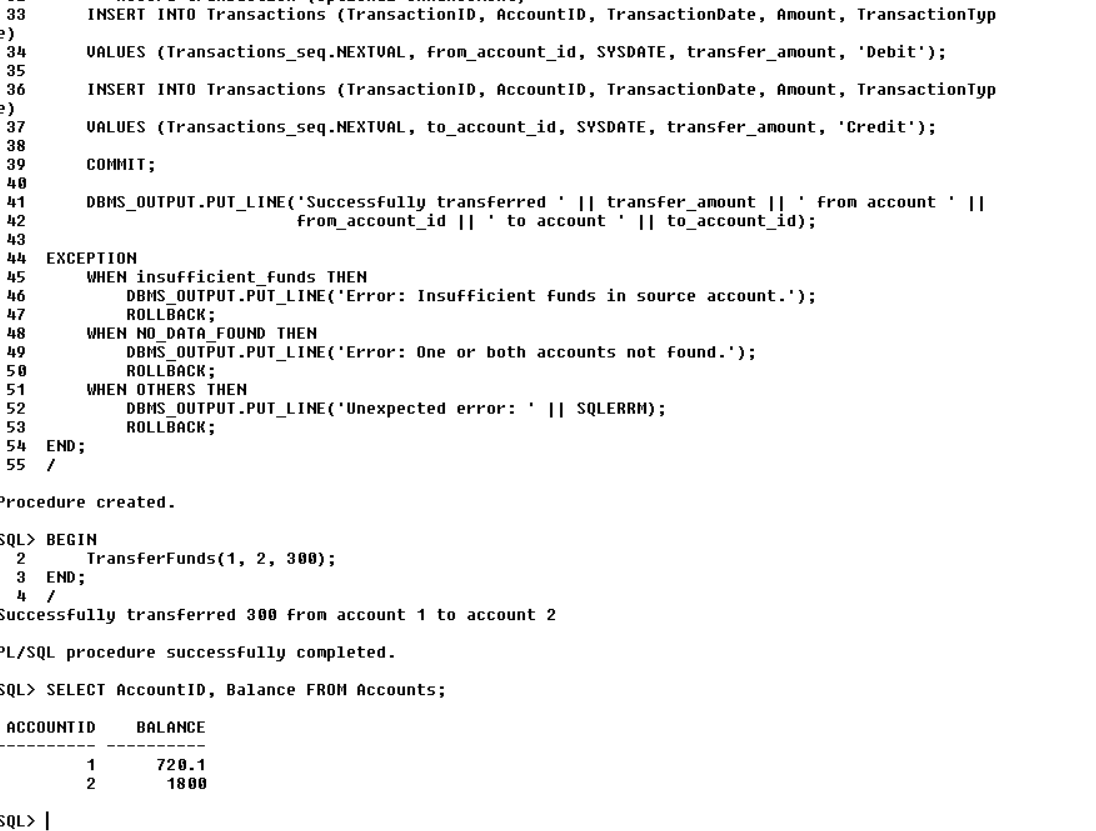 33 INSERT INTO Transactions (TransactionID, AccountID, TransactionDate, Amount, TransactionTyp
e)
34 VALUES (Transactions_seq.NEXTVAL, from_account_id, SYSDATE, transfer_amount, 'Debit');
35
36 INSERT INTO Transactions (TransactionID, AccountID, TransactionDate, Amount, TransactionTyp
e)
37 VALUES (Transactions_seq.NEXTVAL, to_account_id, SYSDATE, transfer_amount, 'Credit');
38
39 COMMIT;
40
41 DBMS_OUTPUT.PUT_LINE('Successfully transferred ' || transfer_amount || ' from account ' ||
42 from_account_id || ' to account ' || to_account_id);
43
44 EXCEPTION
45 WHEN insufficient_funds THEN
46 DBMS_OUTPUT.PUT_LINE('Error: Insufficient funds in source account.');
47 ROLLBACK;
48 WHEN NO_DATA_FOUND THEN
49 DBMS_OUTPUT.PUT_LINE('Error: One or both accounts not found.');
50 ROLLBACK;
51 WHEN OTHERS THEN
52 DBMS_OUTPUT.PUT_LINE('Unexpected error: ' || SQLERRM);
53 ROLLBACK;
54 END;
55 /
Procedure created.
SQL> BEGIN
2 TransferFunds(1, 2, 300);
3 END;
4 /
Successfully transferred 300 from account 1 to account 2
PL/SQL procedure successfully completed.
SQL> SELECT AccountID, Balance FROM Accounts;
ACCOUNTID BALANCE
---------- ----------
1 720.1
2 1800
SQL>